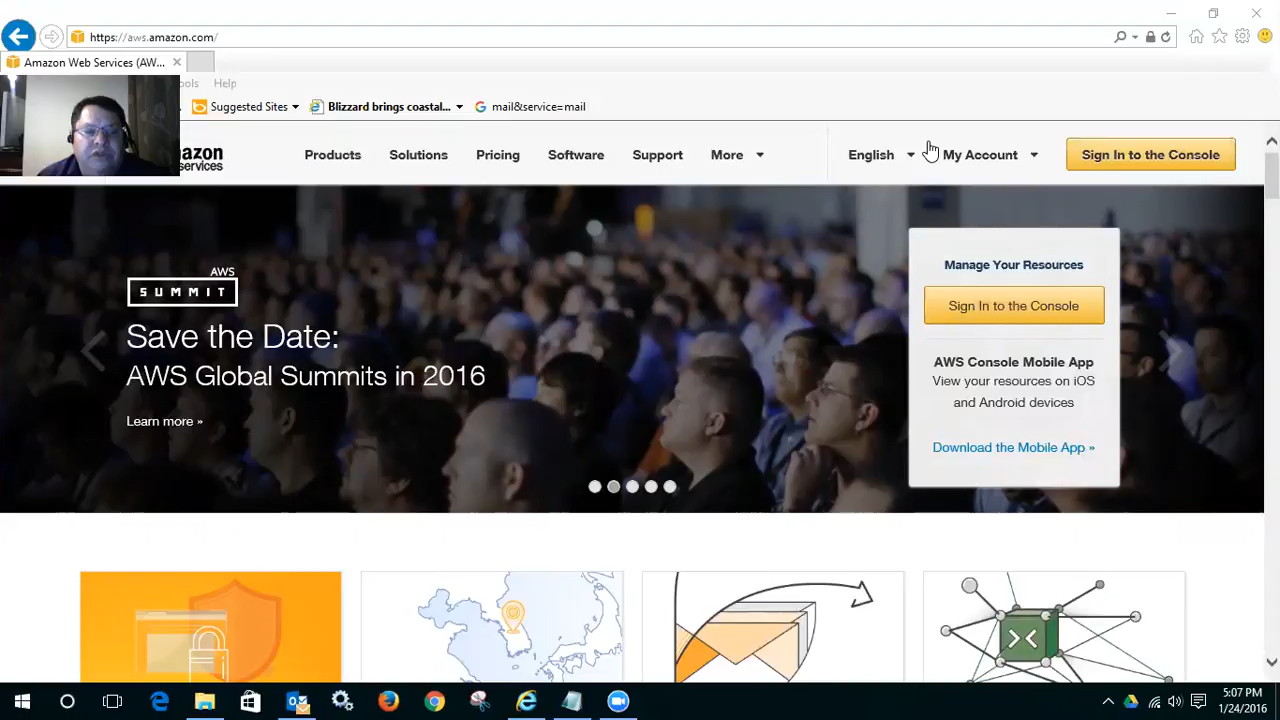 https://aws.amazon.com/
Amazon Web Services (AW...
ools Help
Suggested Sites
Blizzard brings coastal...
mail&service=mail
azon
services
Products
Solutions
Pricing
Software
Support
More
English
My Account
Sign In to the Console
AWS
SUMMIT
Save the Date:
AWS Global Summits in 2016
Learn more »
Manage Your Resources
Sign In to the Console
AWS Console Mobile App
View your resources on iOS
and Android devices
Download the Mobile App »
5:07 PM
1/24/2016